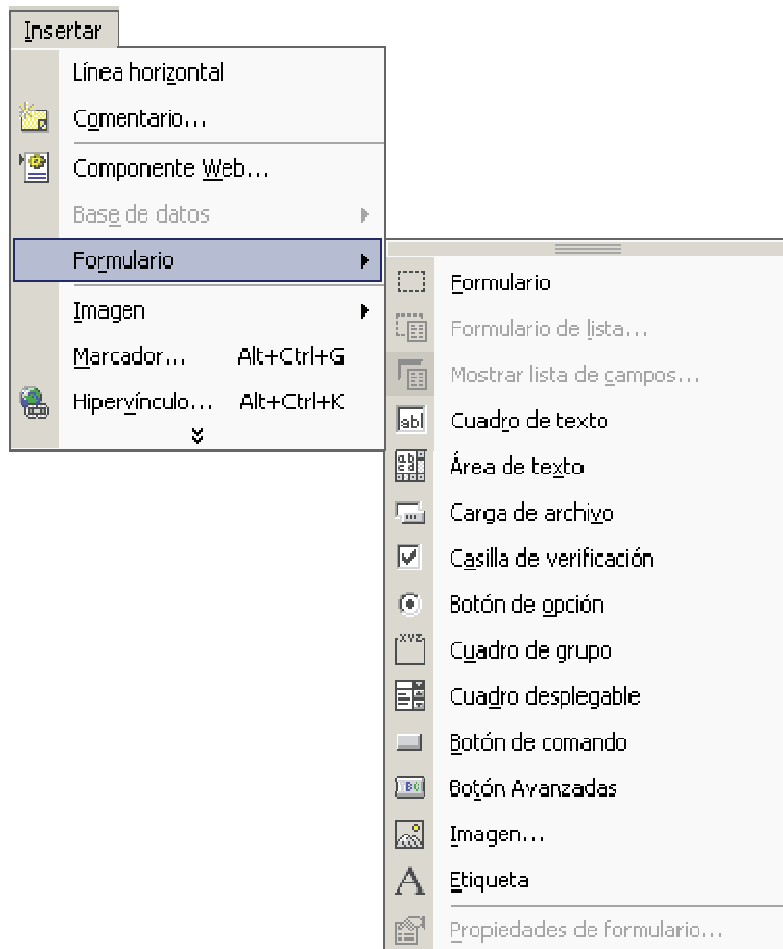 Insertar
Línea horizontal
Comentario...
Componente Web...
Base de datos
Formulario
Imagen
Marcador... Alt+Ctrl+G
Hipervínculo... Alt+Ctrl+K
Formulario
Formulario de lista...
Mostrar lista de campos...
Cuadro de texto
Área de texto
Carga de archivo
Casilla de verificación
Botón de opción
Cuadro de grupo
Cuadro desplegable
Botón de comando
Botón Avanzadas
Imagen...
Etiqueta
Propiedades de formulario...